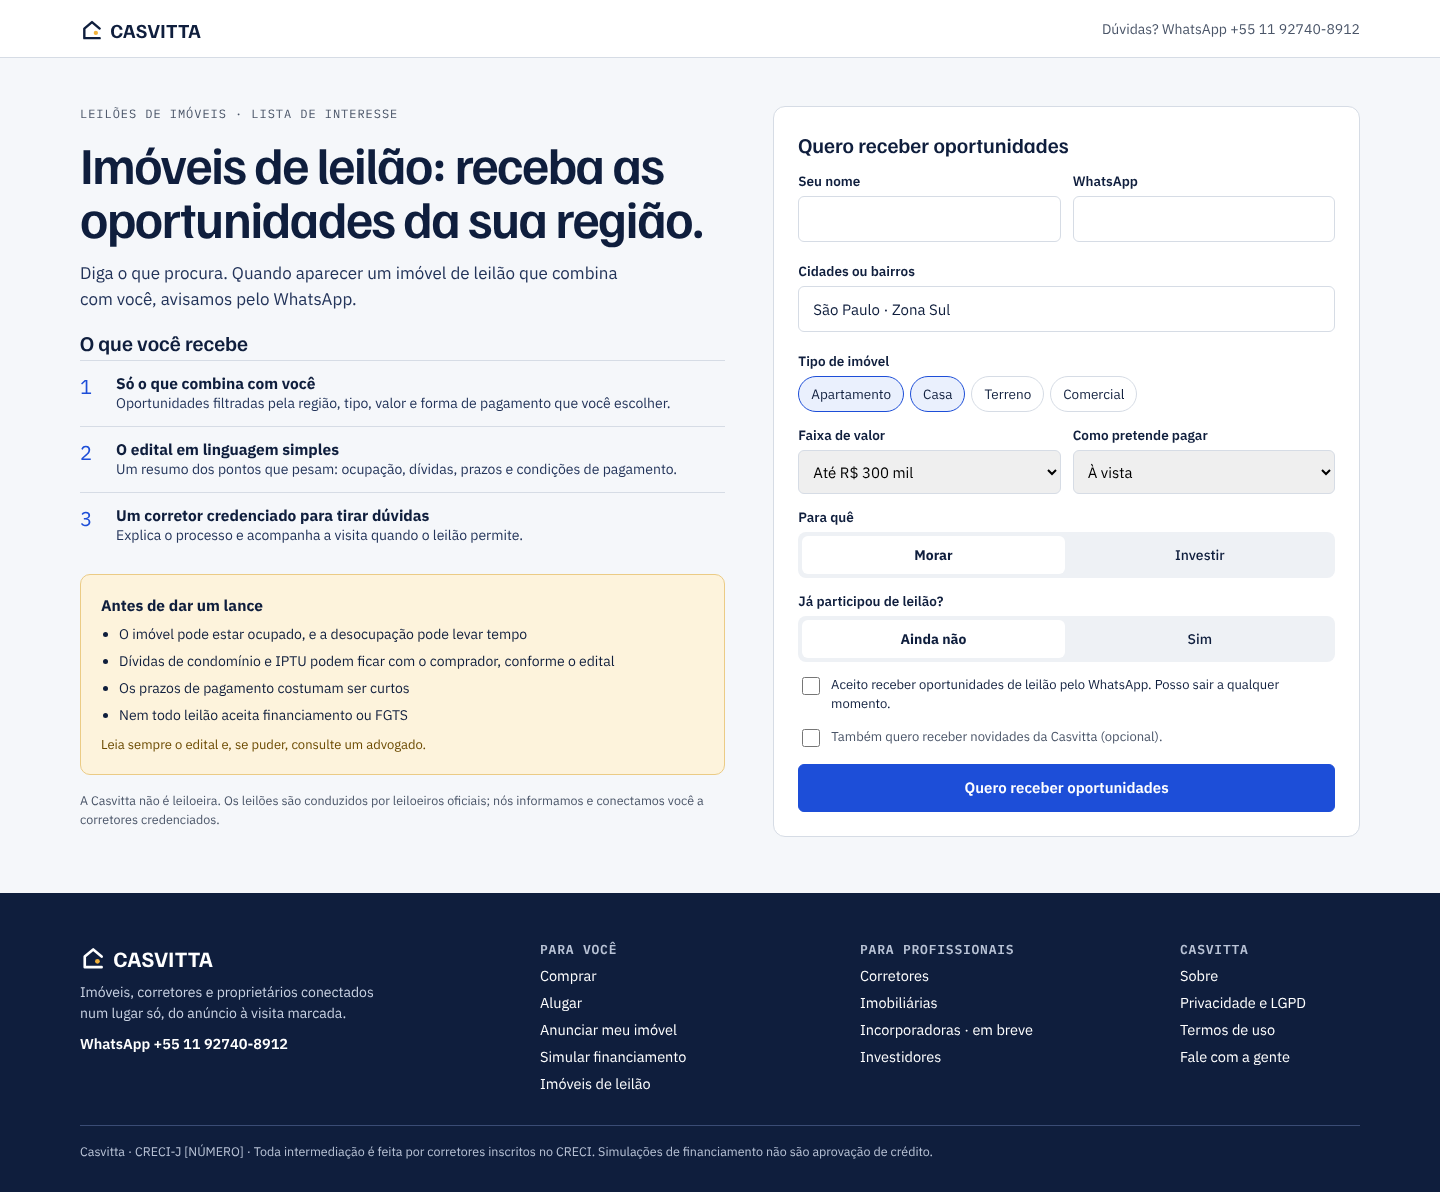 CASVITTA
Dúvidas? WhatsApp +55 11 92740-8912
LEILÕES DE IMÓVEIS · LISTA DE INTERESSE
Imóveis de leilão: receba as
oportunidades da sua região.
Diga o que procura. Quando aparecer um imóvel de leilão que combina
com você, avisamos pelo WhatsApp.
O que você recebe
1
Só o que combina com você
Oportunidades filtradas pela região, tipo, valor e forma de pagamento que você escolher.
2
O edital em linguagem simples
Um resumo dos pontos que pesam: ocupação, dívidas, prazos e condições de pagamento.
3
Um corretor credenciado para tirar dúvidas
Explica o processo e acompanha a visita quando o leilão permite.
Antes de dar um lance
• O imóvel pode estar ocupado, e a desocupação pode levar tempo
• Dívidas de condomínio e IPTU podem ficar com o comprador, conforme o edital
• Os prazos de pagamento costumam ser curtos
• Nem todo leilão aceita financiamento ou FGTS
Leia sempre o edital e, se puder, consulte um advogado.
A Casvitta não é leiloeira. Os leilões são conduzidos por leiloeiros oficiais; nós informamos e conectamos você a
corretores credenciados.
Quero receber oportunidades
Seu nome
WhatsApp
Cidades ou bairros
São Paulo · Zona Sul
Tipo de imóvel
Apartamento
Casa
Terreno
Comercial
Faixa de valor
Como pretende pagar
Até R$ 300 mil
À vista
Para quê
Morar
Investir
Já participou de leilão?
Ainda não
Sim
Aceito receber oportunidades de leilão pelo WhatsApp. Posso sair a qualquer
momento.
Também quero receber novidades da Casvitta (opcional).
Quero receber oportunidades
CASVITTA
Imóveis, corretores e proprietários conectados
num lugar só, do anúncio à visita marcada.
WhatsApp +55 11 92740-8912
PARA VOCÊ
Comprar
Alugar
Anunciar meu imóvel
Simular financiamento
Imóveis de leilão
PARA PROFISSIONAIS
Corretores
Imobiliárias
Incorporadoras · em breve
Investidores
CASVITTA
Sobre
Privacidade e LGPD
Termos de uso
Fale com a gente
Casvitta · CRECI-J [NÚMERO] · Toda intermediação é feita por corretores inscritos no CRECI. Simulações de financiamento não são aprovação de crédito.